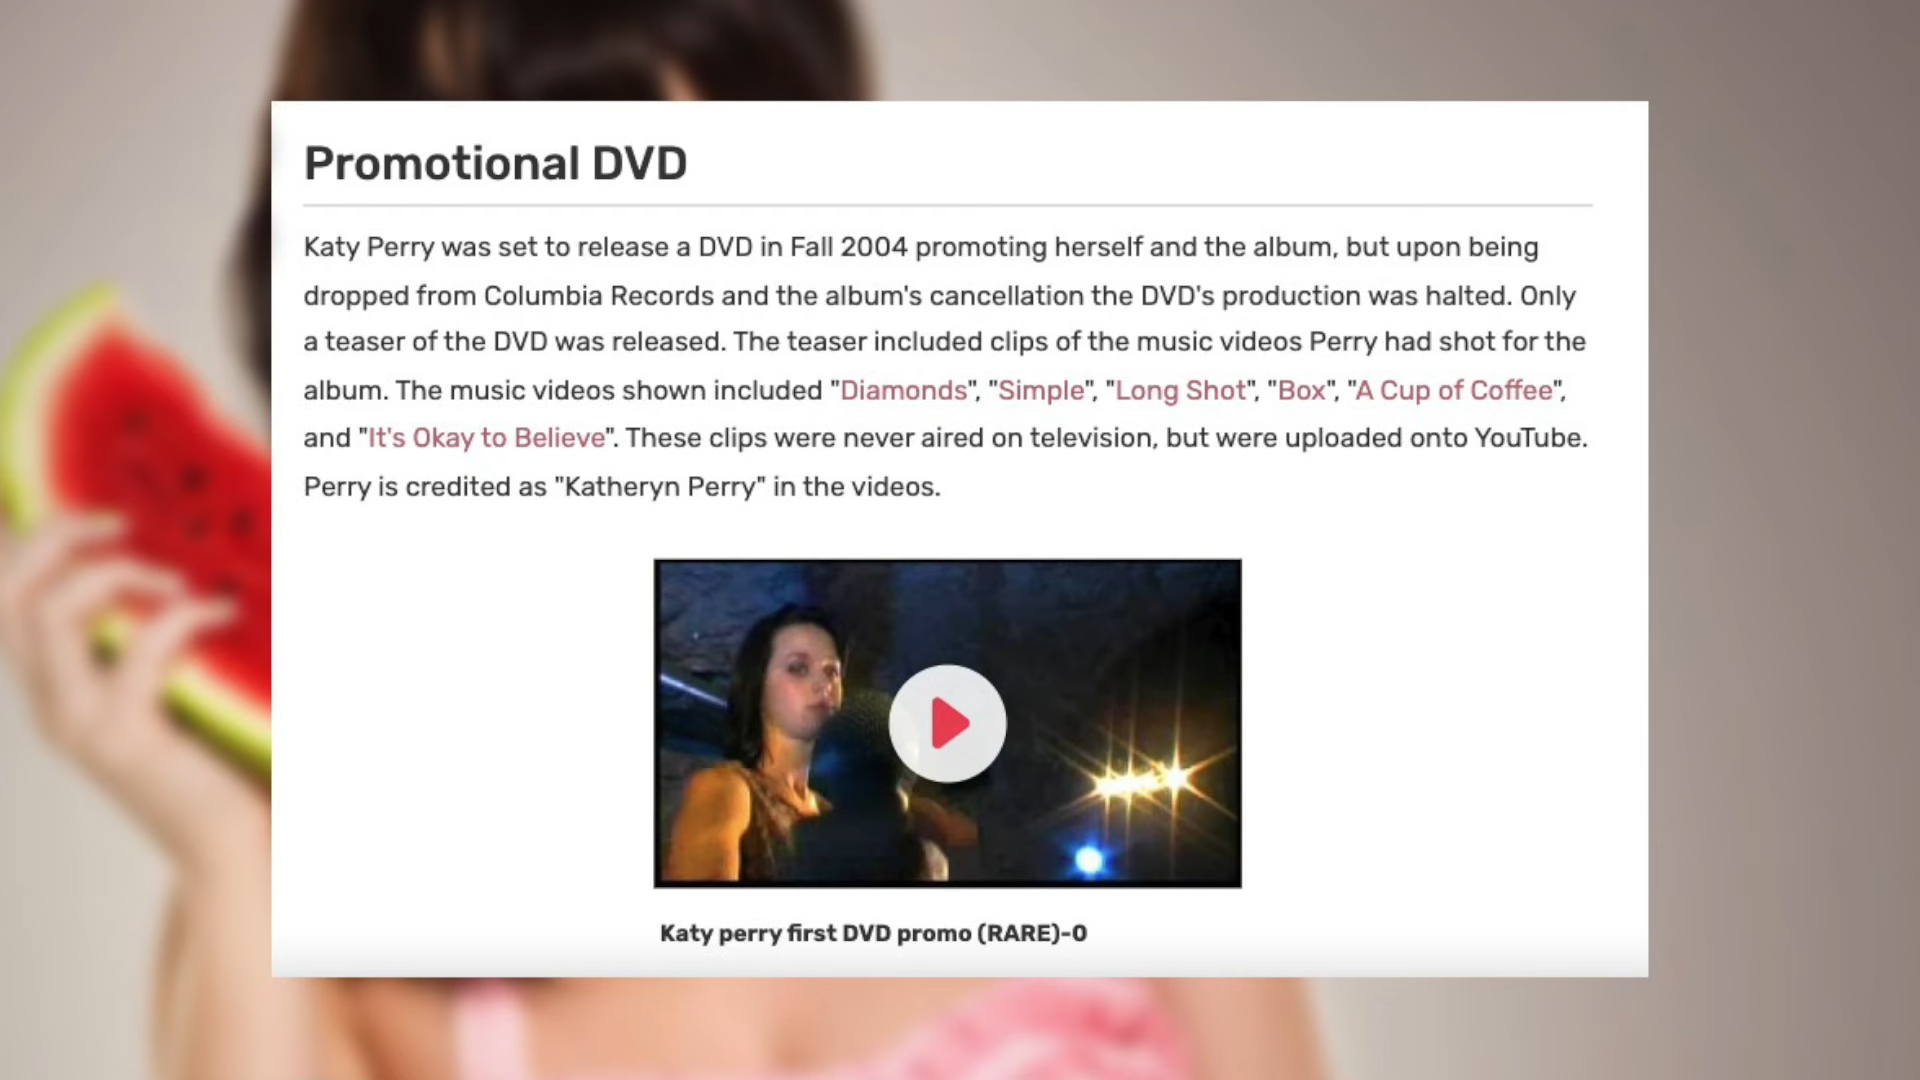 Promotional DVD
Katy Perry was set to release a DVD in Fall 2004 promoting herself and the album, but upon being
dropped from Columbia Records and the album's cancellation the DVD's production was halted. Only
a teaser of the DVD was released. The teaser included clips of the music videos Perry had shot for the
album. The music videos shown included "Diamonds", "Simple", "Long Shot", "Box", "A Cup of Coffee",
and "It's Okay to Believe". These clips were never aired on television, but were uploaded onto YouTube.
Perry is credited as "Katheryn Perry" in the videos.
Katy perry first DVD promo (RARE)-0